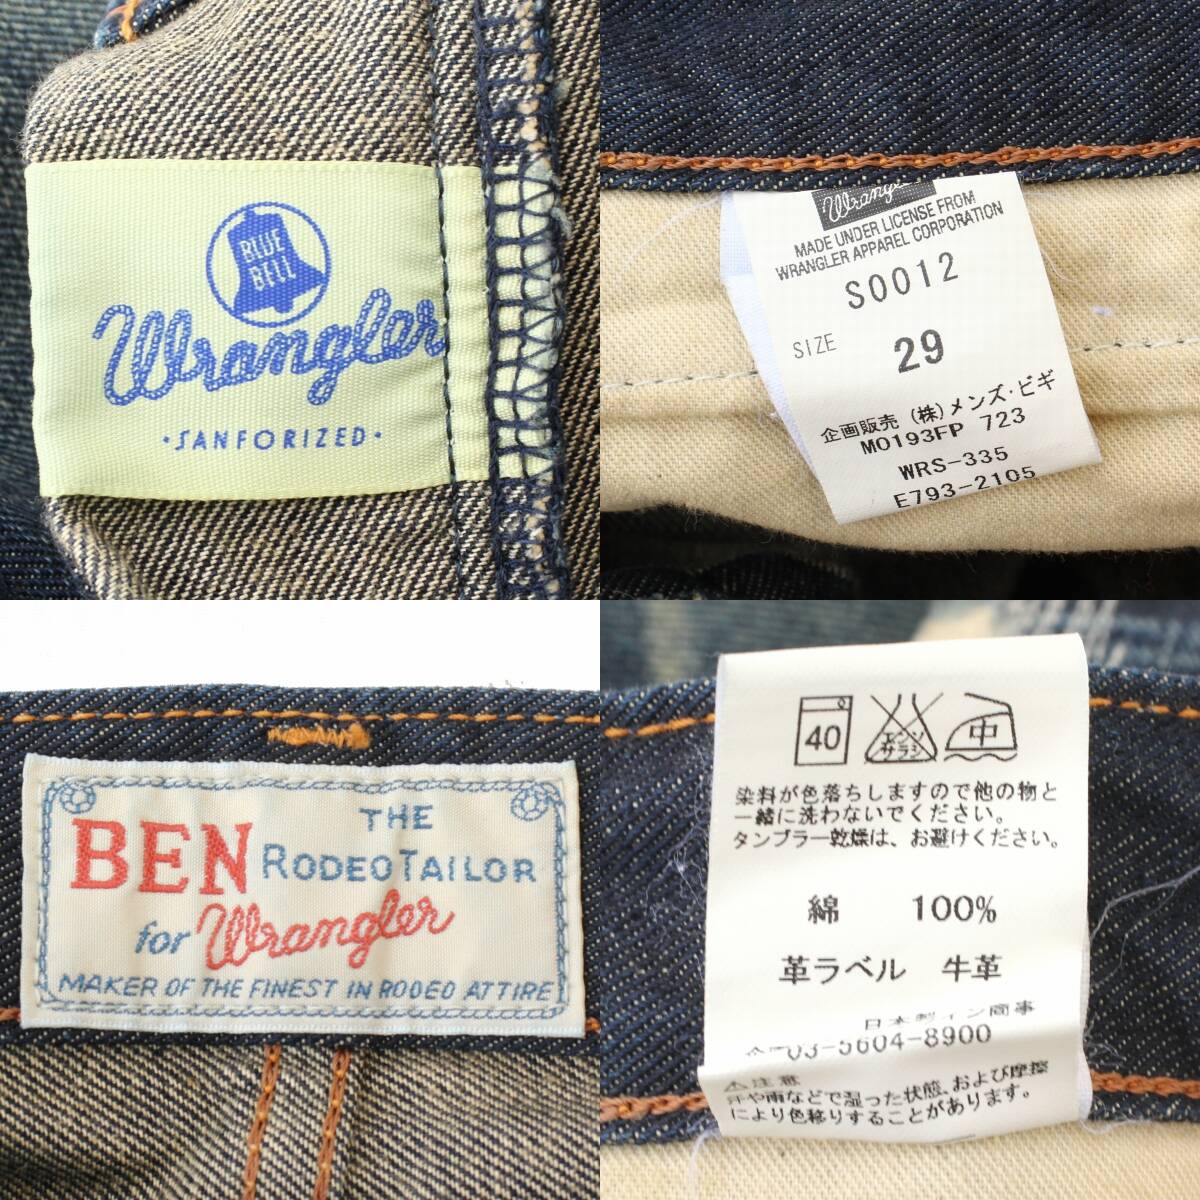 BLUE
BELL
Wrangler
·SANFORIZED·
Wrangler
MADE UNDER LICENSE FROM
WRANGLER APPAREL CORPORATION
S0012
SIZE 29
企画販売 (株)メンズ・ビギ
M0193FP 723
WRS-335
E793-2105
THE
BEN RODEO TAILOR
for Wrangler
MAKER OF THE FINEST IN RODEO ATTIRE
40 エンソ サラシ 中
染料が色落ちしますので他の物と
一緒に洗わないでください。
タンブラー乾燥は、お避けください。
綿 100%
革ラベル 牛革
日本製
03-5604-8900
注意
汗や雨などで湿った状態、および摩擦
により色移りすることがあります。